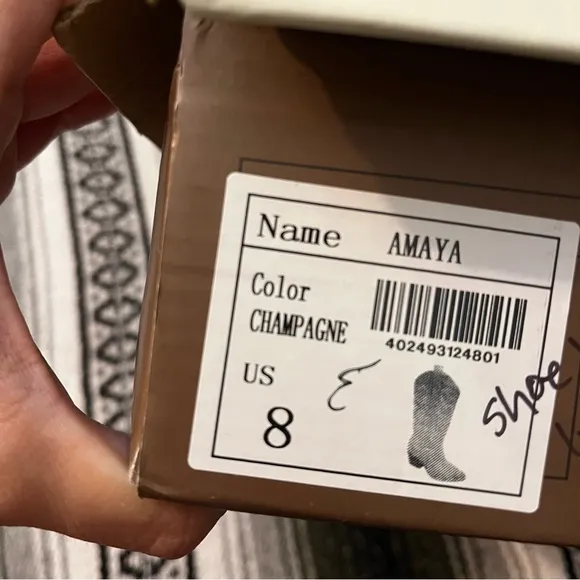 Name AMAYA
Color
CHAMPAGNE
402493124801
US
8
shoe